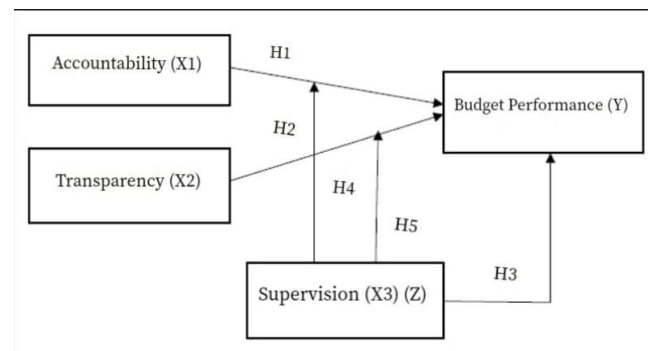 Accountability (X1)
H1
Budget Performance (Y)
H2
Transparency (X2)
H4
H5
H3
Supervision (X3) (Z)